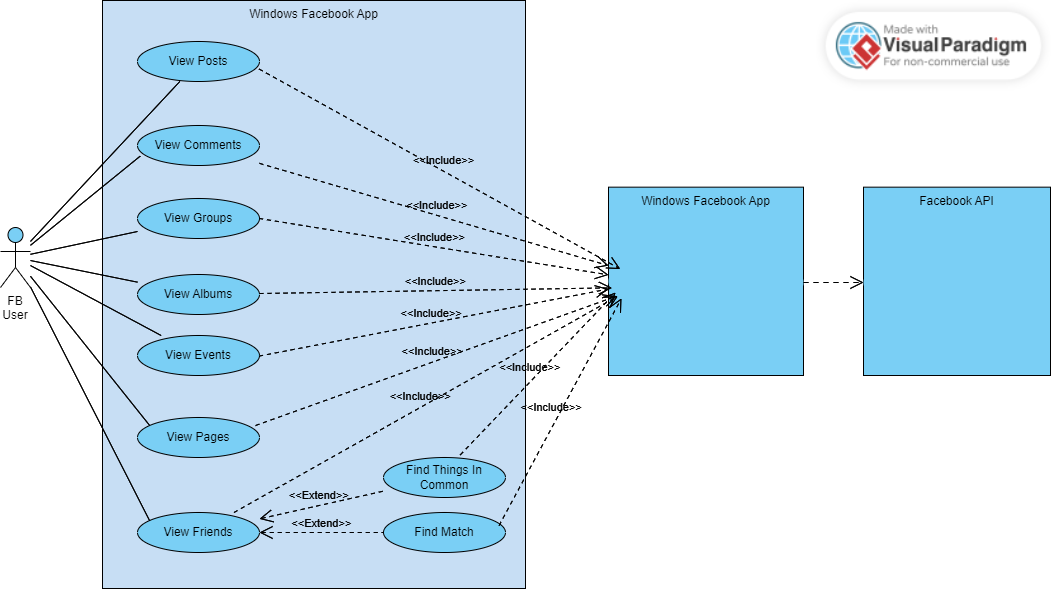 Windows Facebook App
Made with
VisualParadigm
For non-commercial use
View Posts
View Comments
<<Include>>
View Groups
<<Include>>
<<Include>>
Windows Facebook App
Facebook API
FB
User
View Albums
<<Include>>
<<Include>>
View Events
<<Include>>
<<Include>>
<<Include>>
<<Include>>
View Pages
Find Things In
Common
<<Extend>>
<<Extend>>
View Friends
Find Match